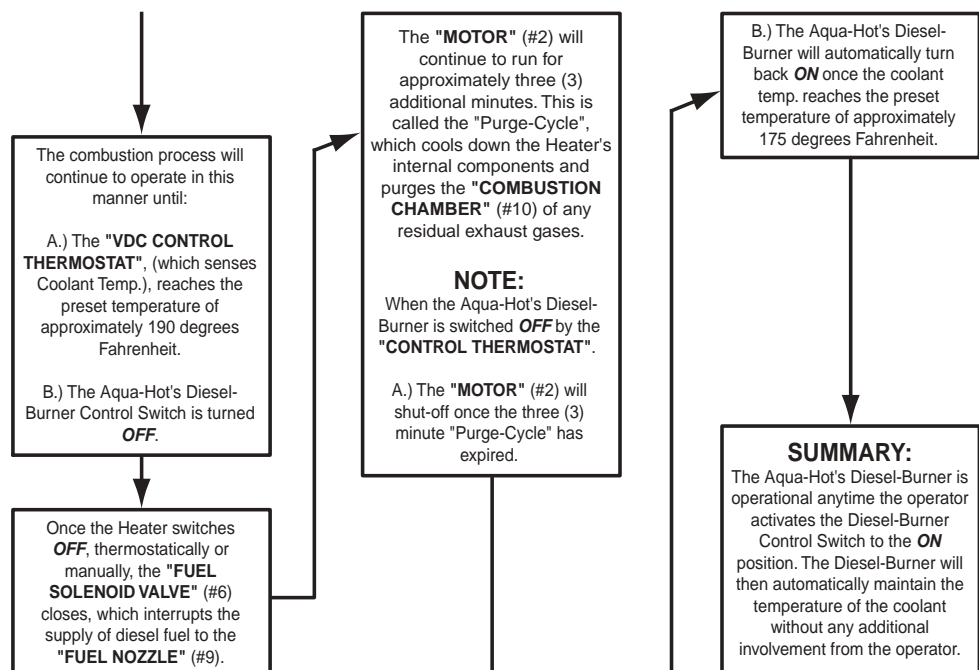 The combustion process will
continue to operate in this
manner until:
A.) The "VDC CONTROL
THERMOSTAT", (which senses
Coolant Temp.), reaches the
preset temperature of
approximately 190 degrees
Fahrenheit.
B.) The Aqua-Hot's Diesel-
Burner Control Switch is turned
OFF.
Once the Heater switches
OFF, thermostatically or
manually, the "FUEL
SOLENOID VALVE" (#6)
closes, which interrupts the
supply of diesel fuel to the
"FUEL NOZZLE" (#9).
The "MOTOR" (#2) will
continue to run for
approximately three (3)
additional minutes. This is
called the "Purge-Cycle",
which cools down the Heater's
internal components and
purges the "COMBUSTION
CHAMBER" (#10) of any
residual exhaust gases.
NOTE:
When the Aqua-Hot's Diesel-
Burner is switched OFF by the
"CONTROL THERMOSTAT".
A.) The "MOTOR" (#2) will
shut-off once the three (3)
minute "Purge-Cycle" has
expired.
B.) The Aqua-Hot's Diesel-
Burner will automatically turn
back ON once the coolant
temp. reaches the preset
temperature of approximately
175 degrees Fahrenheit.
SUMMARY:
The Aqua-Hot's Diesel-Burner is
operational anytime the operator
activates the Diesel-Burner
Control Switch to the ON
position. The Diesel-Burner will
then automatically maintain the
temperature of the coolant
without any additional
involvement from the operator.